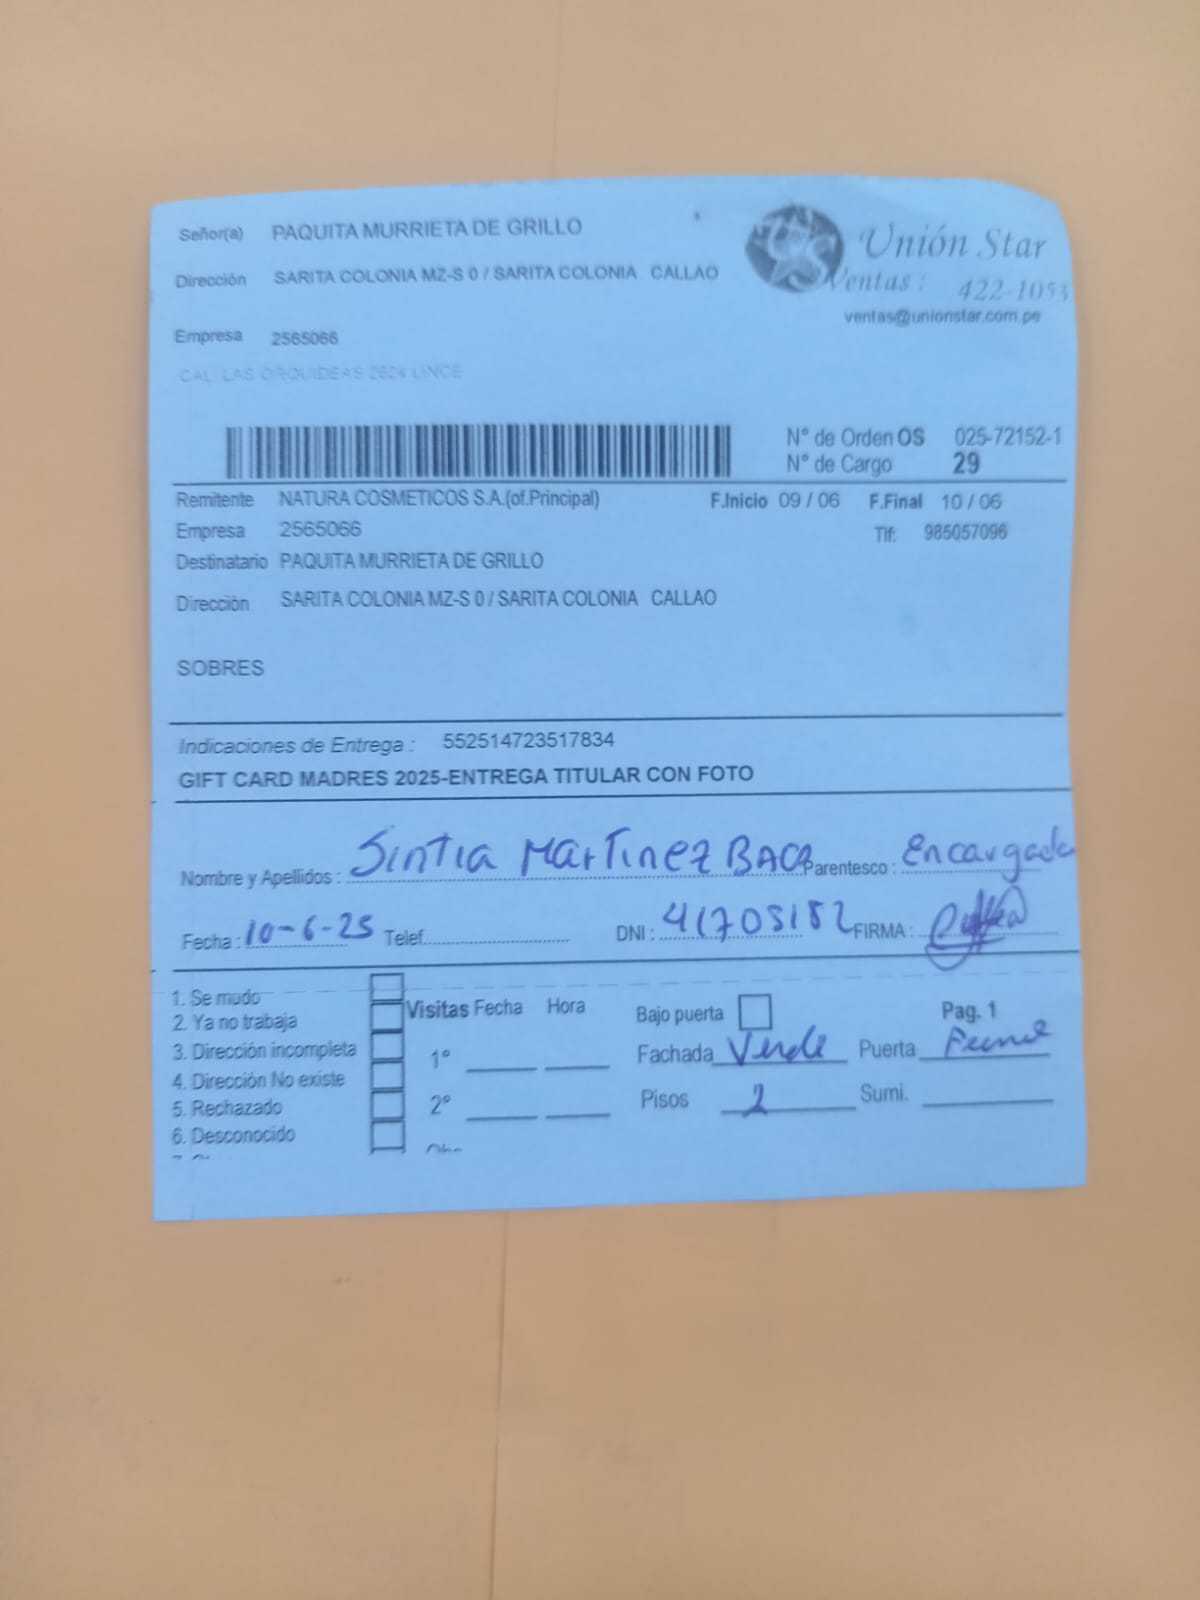 Señor(a) PAQUITA MURRIETA DE GRILLO
Unión Star
Dirección SARITA COLONIA MZ-S 0 / SARITA COLONIA CALLAO
Ventas : 422-1053
ventas@unionstar.com.pe
Empresa 2565066
CAL LAS ORQUIDEAS 2624 LINCE
N° de Orden OS 025-72152-1
N° de Cargo 29
Remitente NATURA COSMETICOS S.A.(of.Principal) F.Inicio 09 / 06 F.Final 10 / 06
Empresa 2565066 Tlf: 985057096
Destinatario PAQUITA MURRIETA DE GRILLO
Dirección SARITA COLONIA MZ-S 0 / SARITA COLONIA CALLAO
SOBRES
Indicaciones de Entrega : 552514723517834
GIFT CARD MADRES 2025-ENTREGA TITULAR CON FOTO
Nombre y Apellidos : Sintia Martinez BACA Parentesco : Encargada
Fecha : 10-6-25 Telef. DNI : 41705152 FIRMA :
1. Se mudo
2. Ya no trabaja
3. Dirección incompleta
4. Dirección No existe
5. Rechazado
6. Desconocido
Visitas Fecha Hora
1°
2°
Bajo puerta Pag. 1
Fachada Verde Puerta
Pisos 2 Sumi.